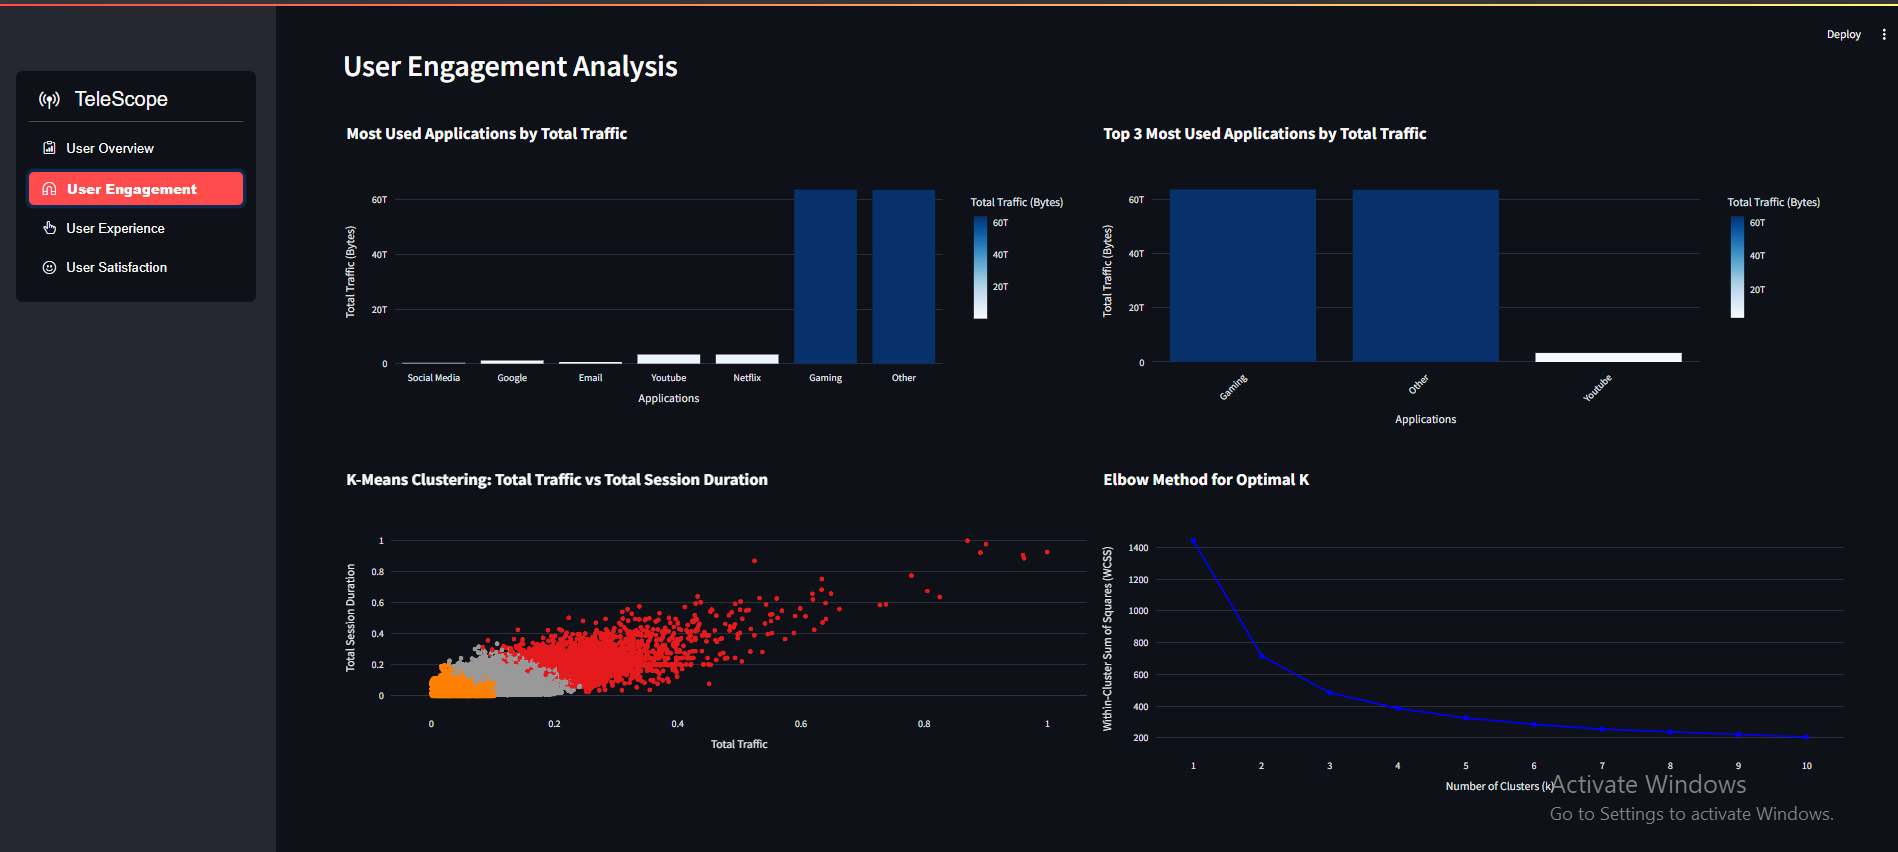 Deploy
TeleScope
User Overview
User Engagement
User Experience
User Satisfaction
User Engagement Analysis
Most Used Applications by Total Traffic
Total Traffic (Bytes)
60T
40T
20T
0
Social Media Google Email Youtube Netflix Gaming Other
Applications
Total Traffic (Bytes)
60T
40T
20T
Top 3 Most Used Applications by Total Traffic
Total Traffic (Bytes)
60T
40T
20T
0
Gaming Other Youtube
Applications
Total Traffic (Bytes)
60T
40T
20T
K-Means Clustering: Total Traffic vs Total Session Duration
Total Session Duration
1
0.8
0.6
0.4
0.2
0
0 0.2 0.4 0.6 0.8 1
Total Traffic
Elbow Method for Optimal K
Within-Cluster Sum of Squares (WCSS)
1400
1200
1000
800
600
400
200
1 2 3 4 5 6 7 8 9 10
Number of Clusters (k)
Activate Windows
Go to Settings to activate Windows.